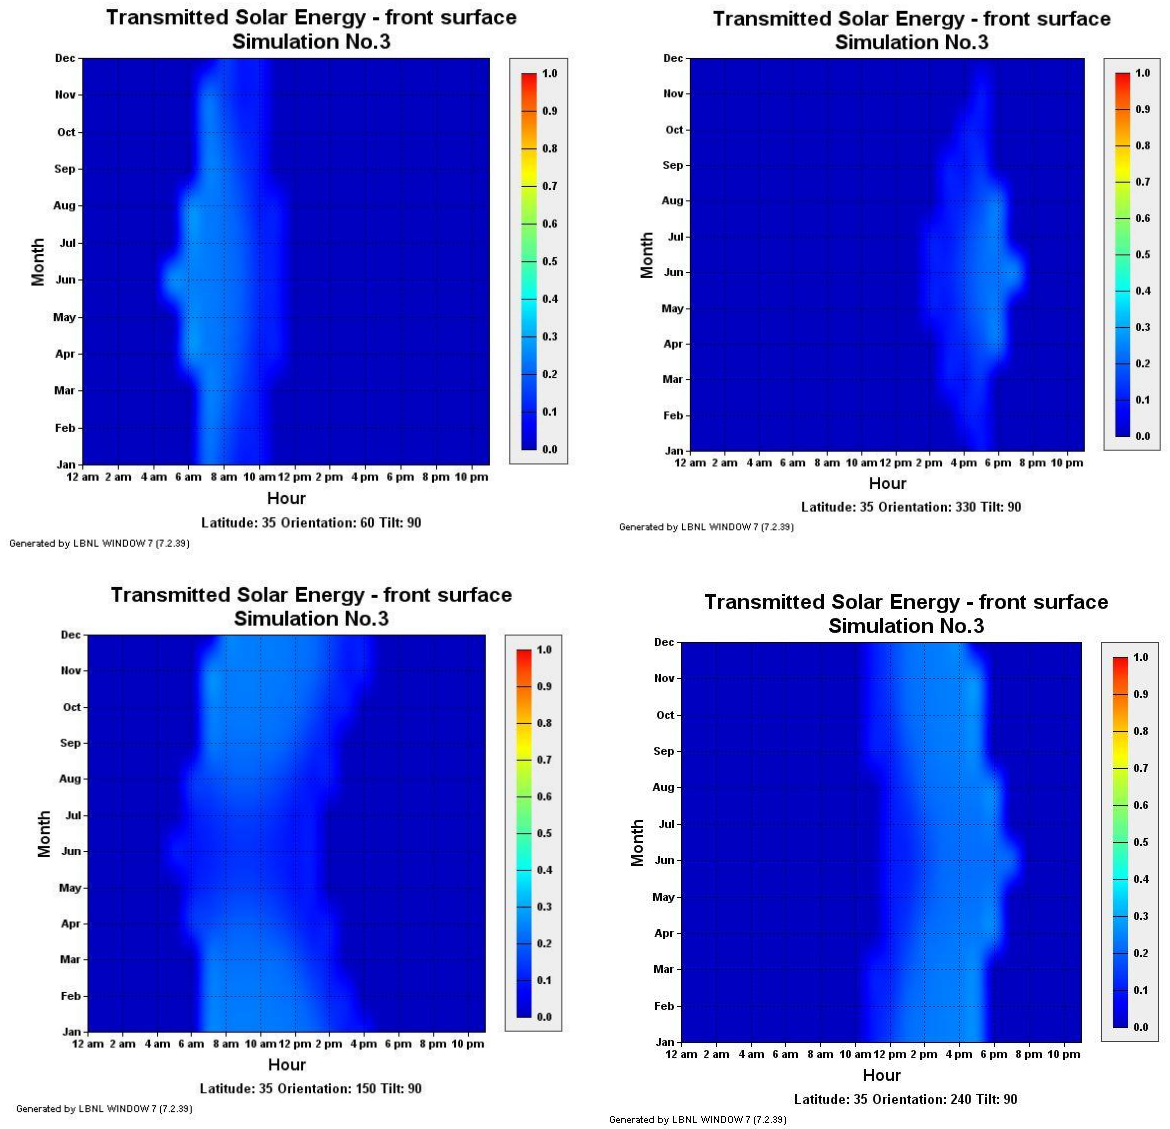 Transmitted Solar Energy - front surface
Simulation No.3
Dec
Nov
Oct
Sep
Aug
Jul
Jun
May
Apr
Mar
Feb
Jan
Month
12 am 2 am 4 am 6 am 8 am 10 am 12 pm 2 pm 4 pm 6 pm 8 pm 10 pm
Hour
1.0
0.9
0.8
0.7
0.6
0.5
0.4
0.3
0.2
0.1
0.0
Latitude: 35 Orientation: 60 Tilt: 90
Generated by LBNL WINDOW 7 (7.2.39)
Transmitted Solar Energy - front surface
Simulation No.3
Dec
Nov
Oct
Sep
Aug
Jul
Jun
May
Apr
Mar
Feb
Jan
Month
12 am 2 am 4 am 6 am 8 am 10 am 12 pm 2 pm 4 pm 6 pm 8 pm 10 pm
Hour
1.0
0.9
0.8
0.7
0.6
0.5
0.4
0.3
0.2
0.1
0.0
Latitude: 35 Orientation: 330 Tilt: 90
Generated by LBNL WINDOW 7 (7.2.39)
Transmitted Solar Energy - front surface
Simulation No.3
Dec
Nov
Oct
Sep
Aug
Jul
Jun
May
Apr
Mar
Feb
Jan
Month
12 am 2 am 4 am 6 am 8 am 10 am 12 pm 2 pm 4 pm 6 pm 8 pm 10 pm
Hour
1.0
0.9
0.8
0.7
0.6
0.5
0.4
0.3
0.2
0.1
0.0
Latitude: 35 Orientation: 150 Tilt: 90
Generated by LBNL WINDOW 7 (7.2.39)
Transmitted Solar Energy - front surface
Simulation No.3
Dec
Nov
Oct
Sep
Aug
Jul
Jun
May
Apr
Mar
Feb
Jan
Month
12 am 2 am 4 am 6 am 8 am 10 am 12 pm 2 pm 4 pm 6 pm 8 pm 10 pm
Hour
1.0
0.9
0.8
0.7
0.6
0.5
0.4
0.3
0.2
0.1
0.0
Latitude: 35 Orientation: 240 Tilt: 90
Generated by LBNL WINDOW 7 (7.2.39)